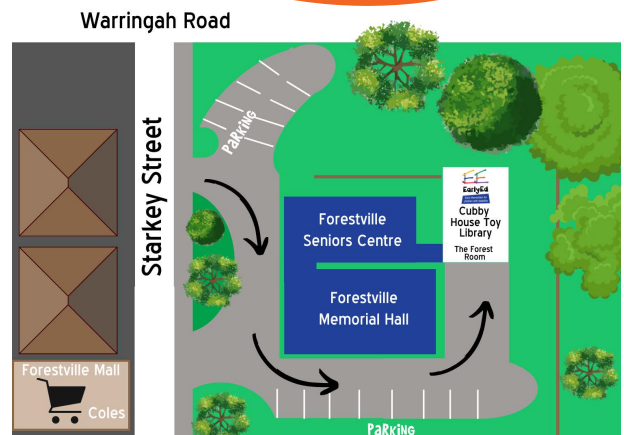 Warringah Road
Starkey Street
PARKING
EarlyEd
Cubby
House Toy
Library
The Forest
Room
Forestville
Seniors Centre
Forestville
Memorial Hall
Forestville Mall
Coles
PARKING